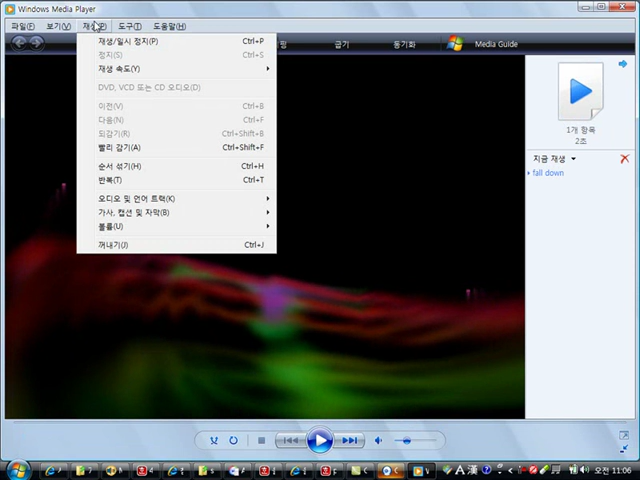 Windows Media Player
파일(F) 보기(V) 도구(T) 도움말(H)
급기 동기화 Media Guide
재생/일시 정지(P) Ctrl+P
정지(S) Ctrl+S
재생 속도(Y)
DVD, VCD 또는 CD 오디오(D)
이전(V) Ctrl+B
다음(N) Ctrl+F
되감기(R) Ctrl+Shift+B
빨리 감기(A) Ctrl+Shift+F
순서 섞기(H) Ctrl+H
반복(T) Ctrl+T
오디오 및 언어 트랙(K)
가사, 캡션 및 자막(B)
볼륨(U)
꺼내기(J) Ctrl+J
1개 항목
2초
지금 재생
fall down
A 漢
오전 11:06